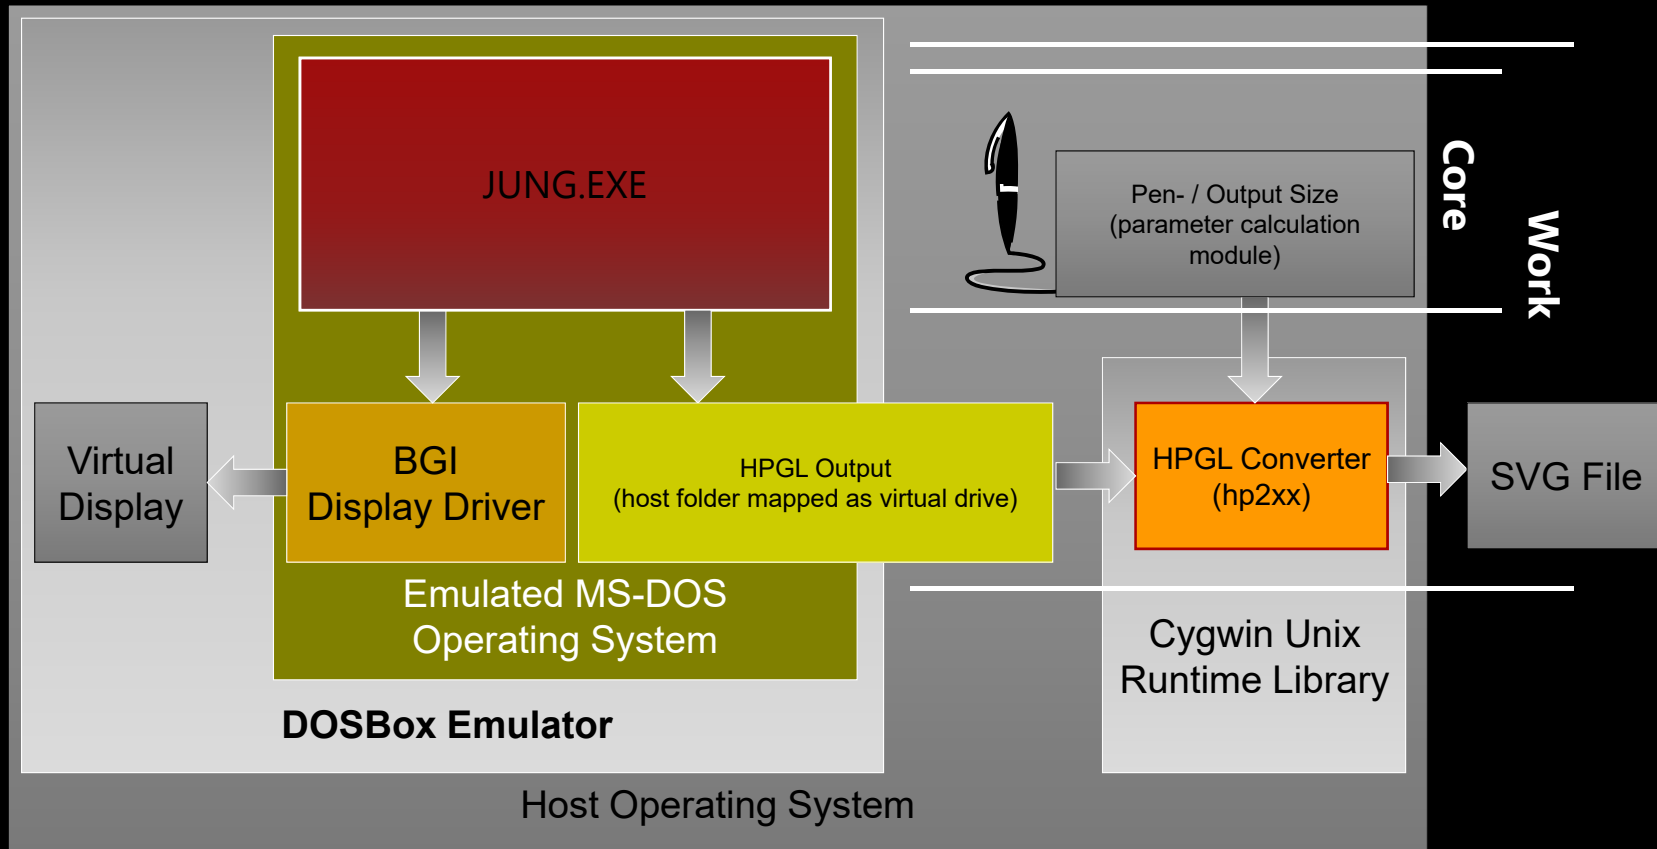 JUNG.EXE
Pen- / Output Size
(parameter calculation
module)
Core
Work
Virtual
Display
BGI
Display Driver
HPGL Output
(host folder mapped as virtual drive)
HPGL Converter
(hp2xx)
SVG File
Emulated MS-DOS
Operating System
Cygwin Unix
Runtime Library
DOSBox Emulator
Host Operating System